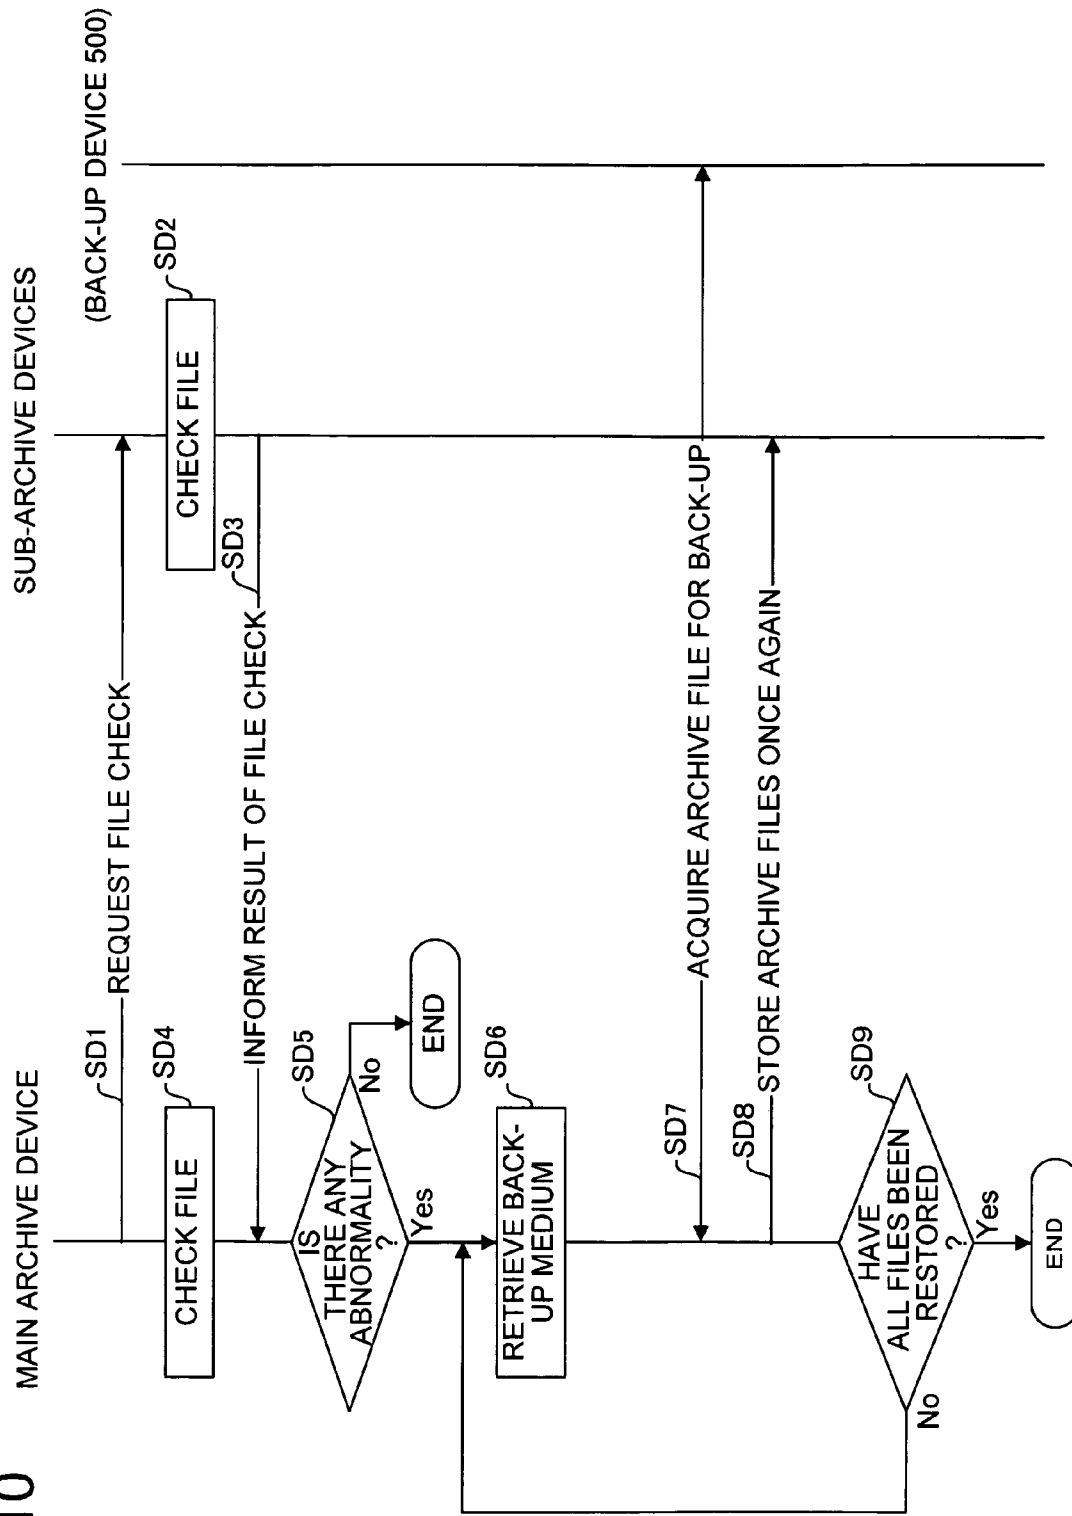 10
MAIN ARCHIVE DEVICE
SUB-ARCHIVE DEVICES
(BACK-UP DEVICE 500)
SD1
REQUEST FILE CHECK
SD4
CHECK FILE
SD2
CHECK FILE
SD3
INFORM RESULT OF FILE CHECK
SD5
IS
THERE ANY
ABNORMALITY
?
No
END
Yes
SD6
RETRIEVE BACK-
UP MEDIUM
SD7
ACQUIRE ARCHIVE FILE FOR BACK-UP
SD8
STORE ARCHIVE FILES ONCE AGAIN
SD9
HAVE
ALL FILES BEEN
RESTORED
?
No
Yes
END